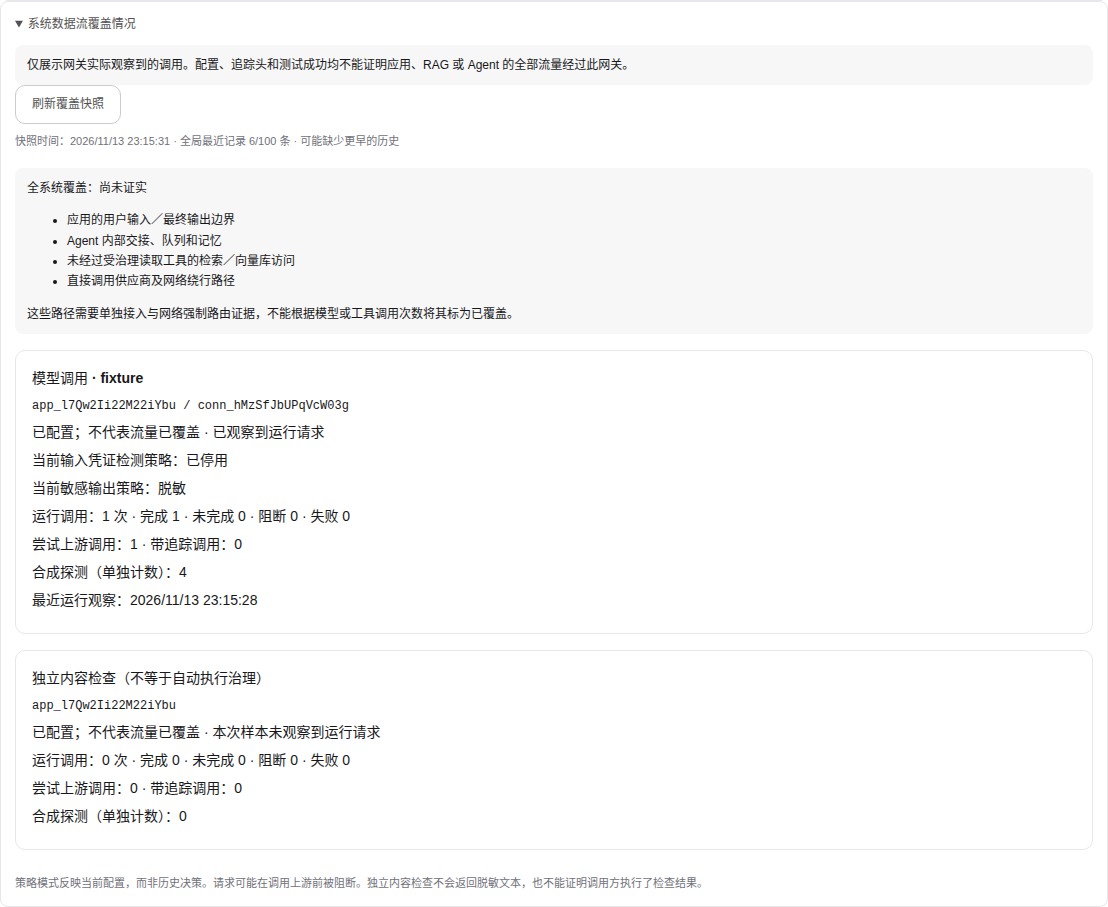 ▼ 系统数据流覆盖情况
仅展示网关实际观察到的调用。配置、追踪头和测试成功均不能证明应用、RAG 或 Agent 的全部流量经过此网关。
刷新覆盖快照
快照时间：2026/11/13 23:15:31 · 全局最近记录 6/100 条 · 可能缺少更早的历史
全系统覆盖：尚未证实
• 应用的用户输入／最终输出边界
• Agent 内部交接、队列和记忆
• 未经过受治理读取工具的检索／向量库访问
• 直接调用供应商及网络绕行路径
这些路径需要单独接入与网络强制路由证据，不能根据模型或工具调用次数将其标为已覆盖。
模型调用 · fixture
app_l7Qw2Ii22M22iYbu / conn_hMzSfJbUPqVcW03g
已配置；不代表流量已覆盖 · 已观察到运行请求
当前输入凭证检测策略：已停用
当前敏感输出策略：脱敏
运行调用：1 次 · 完成 1 · 未完成 0 · 阻断 0 · 失败 0
尝试上游调用：1 · 带追踪调用：0
合成探测（单独计数）：4
最近运行观察：2026/11/13 23:15:28
独立内容检查（不等于自动执行治理）
app_l7Qw2Ii22M22iYbu
已配置；不代表流量已覆盖 · 本次样本未观察到运行请求
运行调用：0 次 · 完成 0 · 未完成 0 · 阻断 0 · 失败 0
尝试上游调用：0 · 带追踪调用：0
合成探测（单独计数）：0
策略模式反映当前配置，而非历史决策。请求可能在调用上游前被阻断。独立内容检查不会返回脱敏文本，也不能证明调用方执行了检查结果。